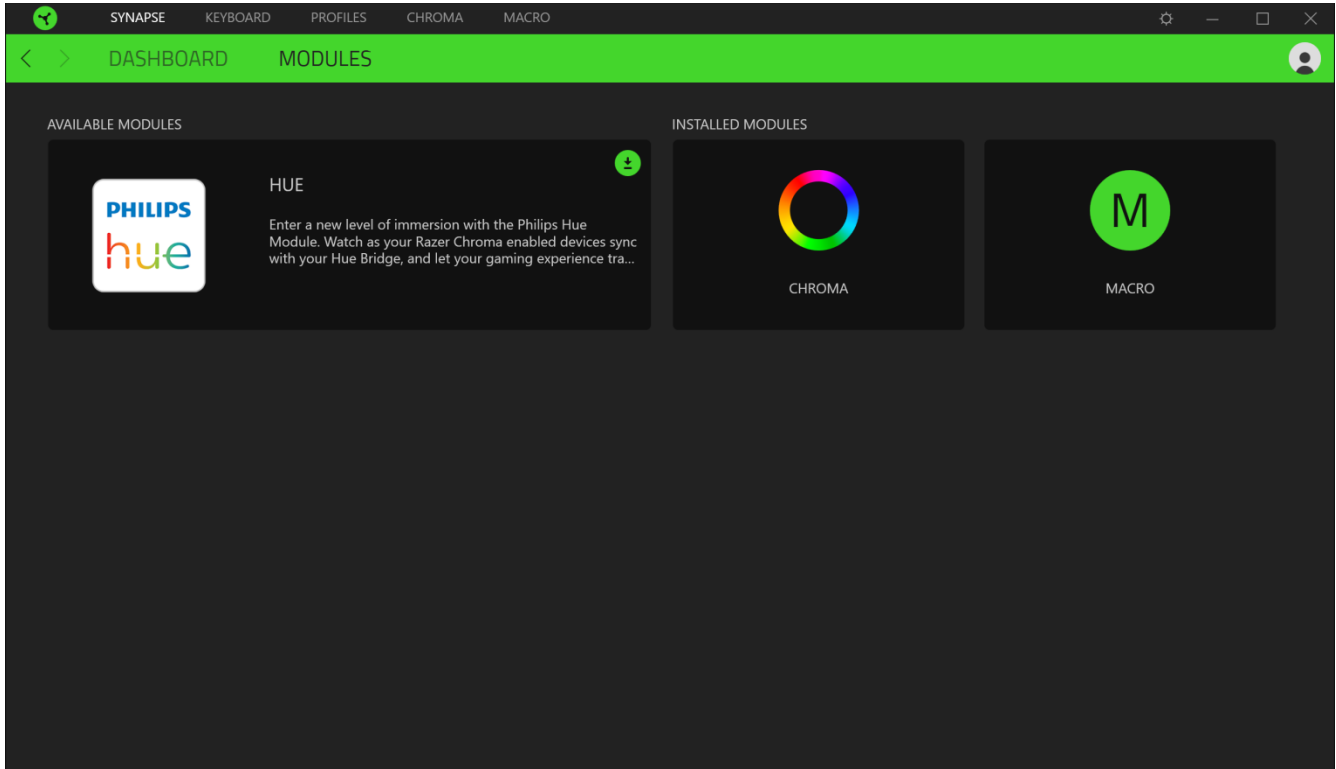 SYNAPSE KEYBOARD PROFILES CHROMA MACRO
DASHBOARD MODULES
AVAILABLE MODULES
PHILIPS
hue
HUE
Enter a new level of immersion with the Philips Hue
Module. Watch as your Razer Chroma enabled devices sync
with your Hue Bridge, and let your gaming experience tra...
INSTALLED MODULES
CHROMA
M
MACRO